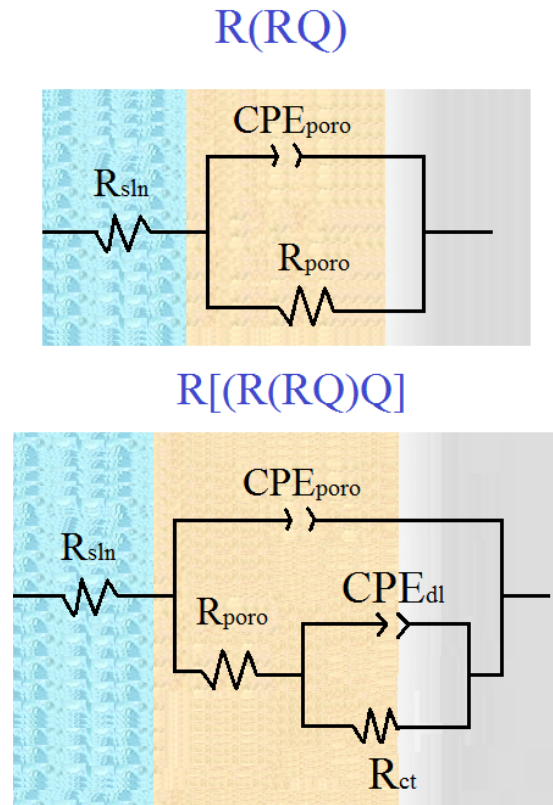 R(RQ)
CPEporo
Rsln
Rporo
R[(R(RQ)Q]
CPEporo
Rsln
CPEdl
Rporo
Rct